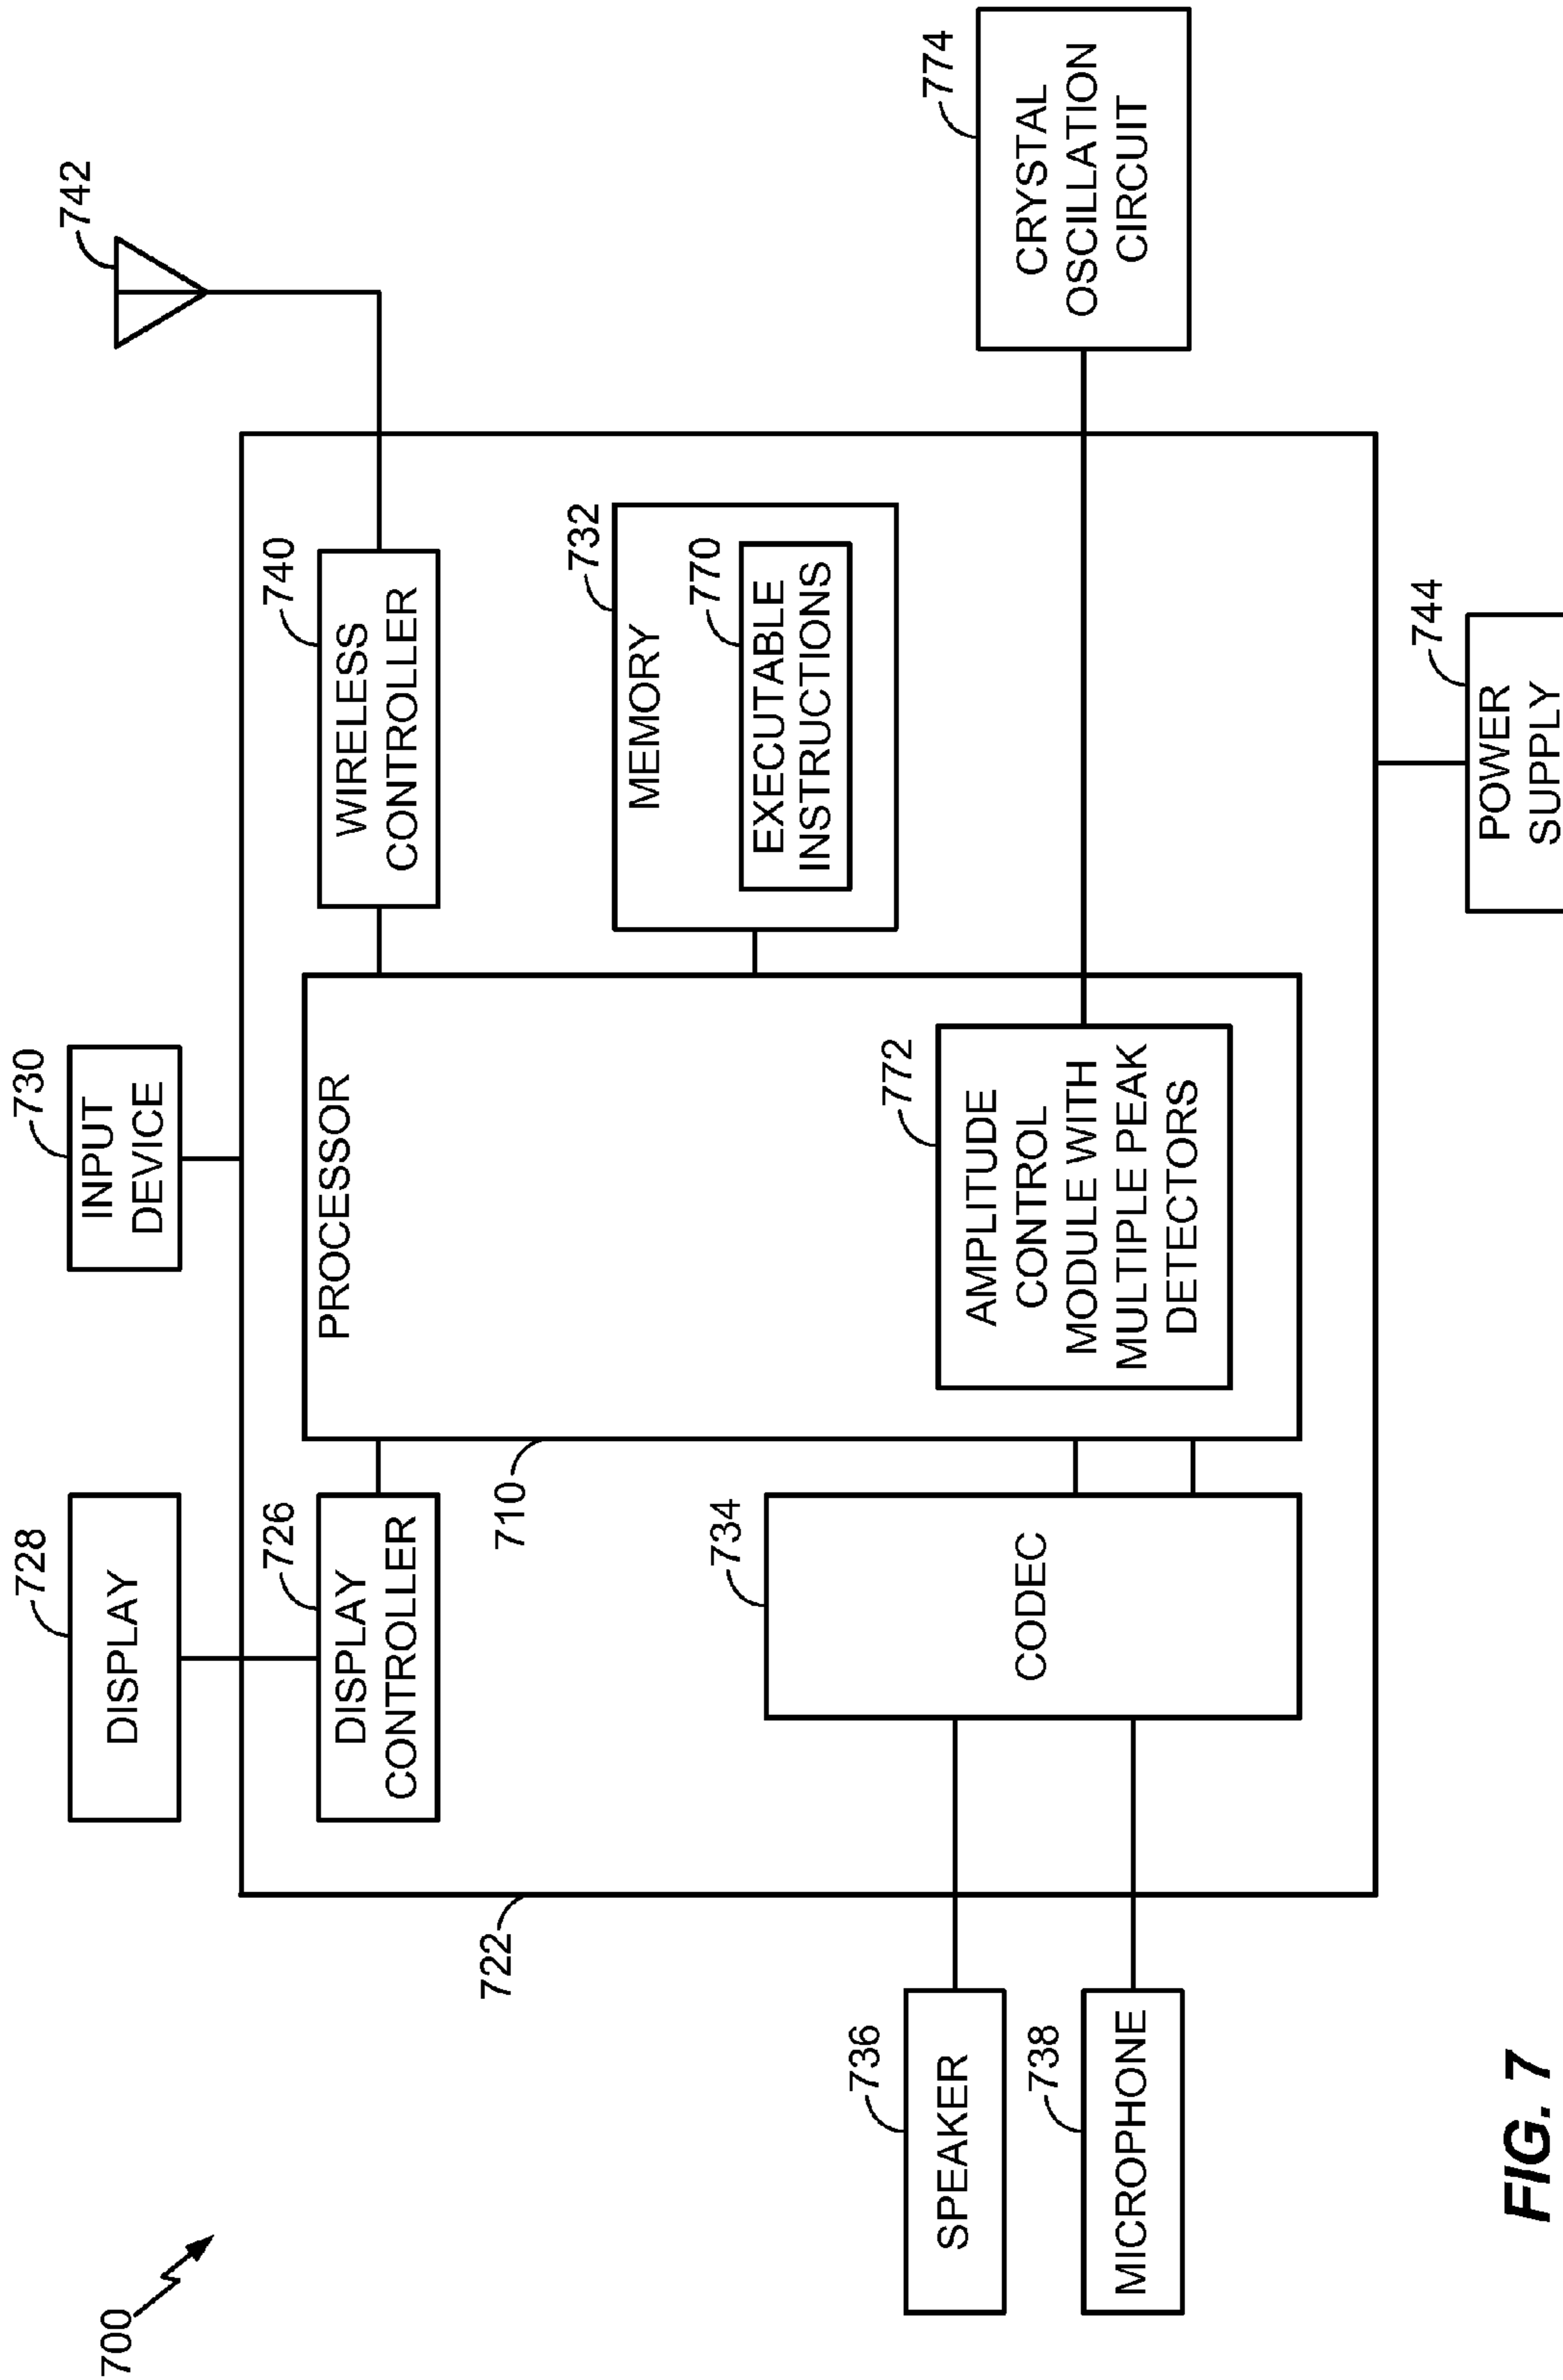 700
728
DISPLAY
730
INPUT
DEVICE
742
726
DISPLAY
CONTROLLER
PROCESSOR
740
WIRELESS
CONTROLLER
710
732
MEMORY
770
EXECUTABLE
INSTRUCTIONS
722
734
CODEC
772
AMPLITUDE
CONTROL
MODULE WITH
MULTIPLE PEAK
DETECTORS
774
CRYSTAL
OSCILLATION
CIRCUIT
736
SPEAKER
738
MICROPHONE
744
POWER
SUPPLY
FIG. 7